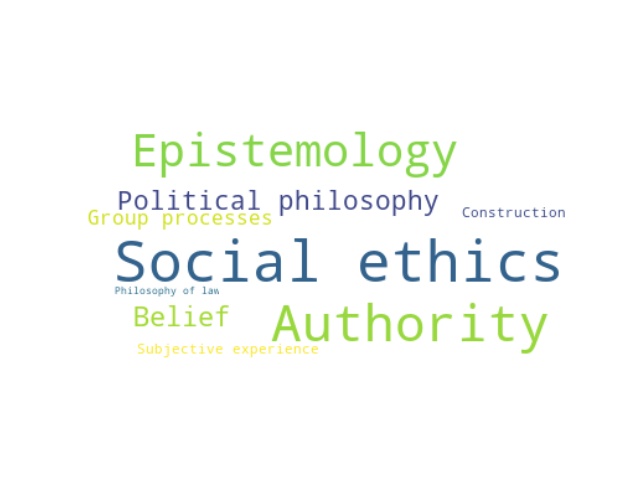 Epistemology
Political philosophy
Construction
Group processes
Social ethics
Philosophy of law
Belief
Authority
Subjective experience